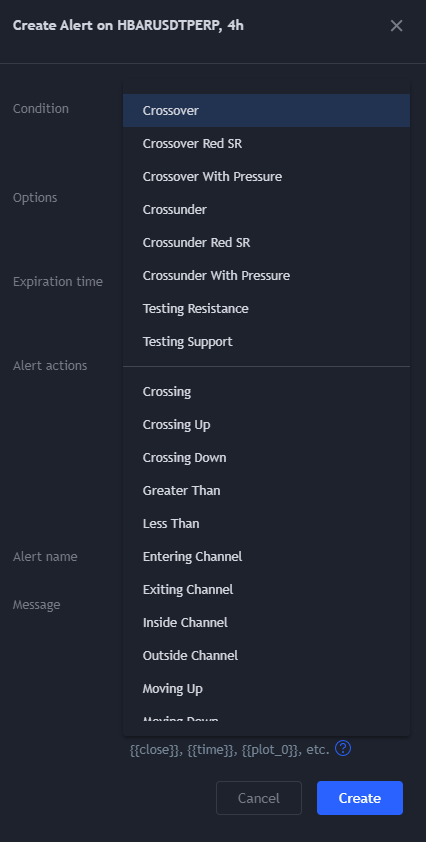 Create Alert on HBARUSDTPERP, 4h
Condition
Crossover
Crossover Red SR
Crossover With Pressure
Options
Crossunder
Crossunder Red SR
Expiration time
Crossunder With Pressure
Testing Resistance
Testing Support
Alert actions
Crossing
Crossing Up
Crossing Down
Greater Than
Less Than
Alert name
Entering Channel
Exiting Channel
Message
Inside Channel
Outside Channel
Moving Up
Moving Down
{{close}}, {{time}}, {{plot_0}}, etc. ?
Cancel
Create